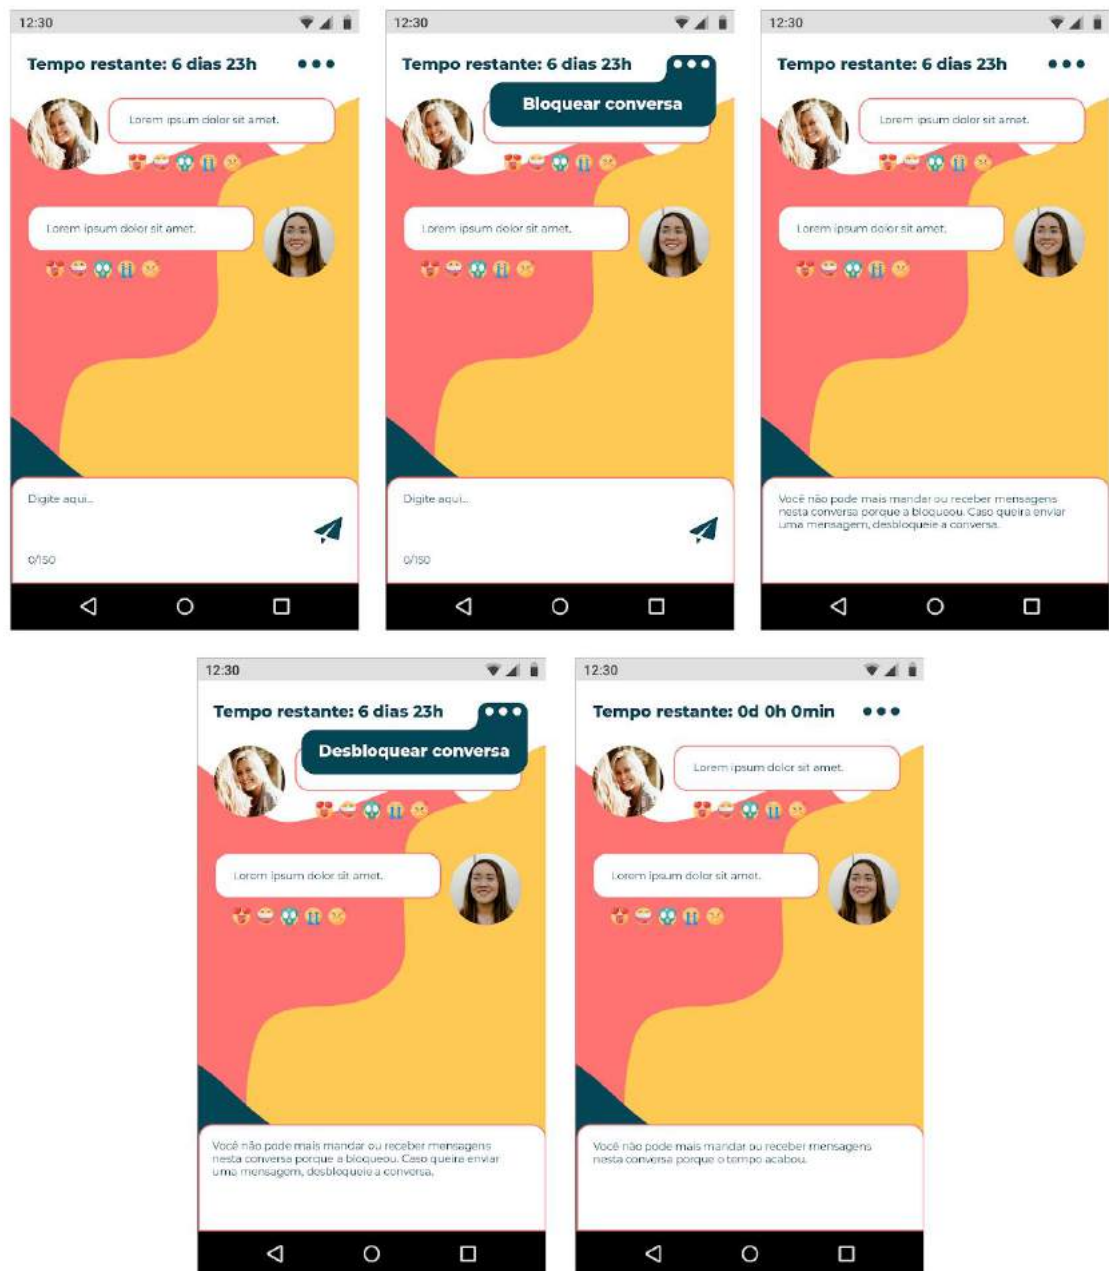 12:30
Tempo restante: 6 dias 23h
Lorem ipsum dolor sit amet.
Lorem ipsum dolor sit amet.
Digite aqui...
0/150
12:30
Tempo restante: 6 dias 23h
Bloquear conversa
Lorem ipsum dolor sit amet.
Digite aqui...
0/150
12:30
Tempo restante: 6 dias 23h
Lorem ipsum dolor sit amet.
Lorem ipsum dolor sit amet.
Você não pode mais mandar ou receber mensagens
nesta conversa porque a bloqueou. Caso queira enviar
uma mensagem, desbloqueie a conversa.
12:30
Tempo restante: 6 dias 23h
Desbloquear conversa
Lorem ipsum dolor sit amet.
Você não pode mais mandar ou receber mensagens
nesta conversa porque a bloqueou. Caso queira enviar
uma mensagem, desbloqueie a conversa.
12:30
Tempo restante: 0d 0h 0min
Lorem ipsum dolor sit amet.
Lorem ipsum dolor sit amet.
Você não pode mais mandar ou receber mensagens
nesta conversa porque o tempo acabou.